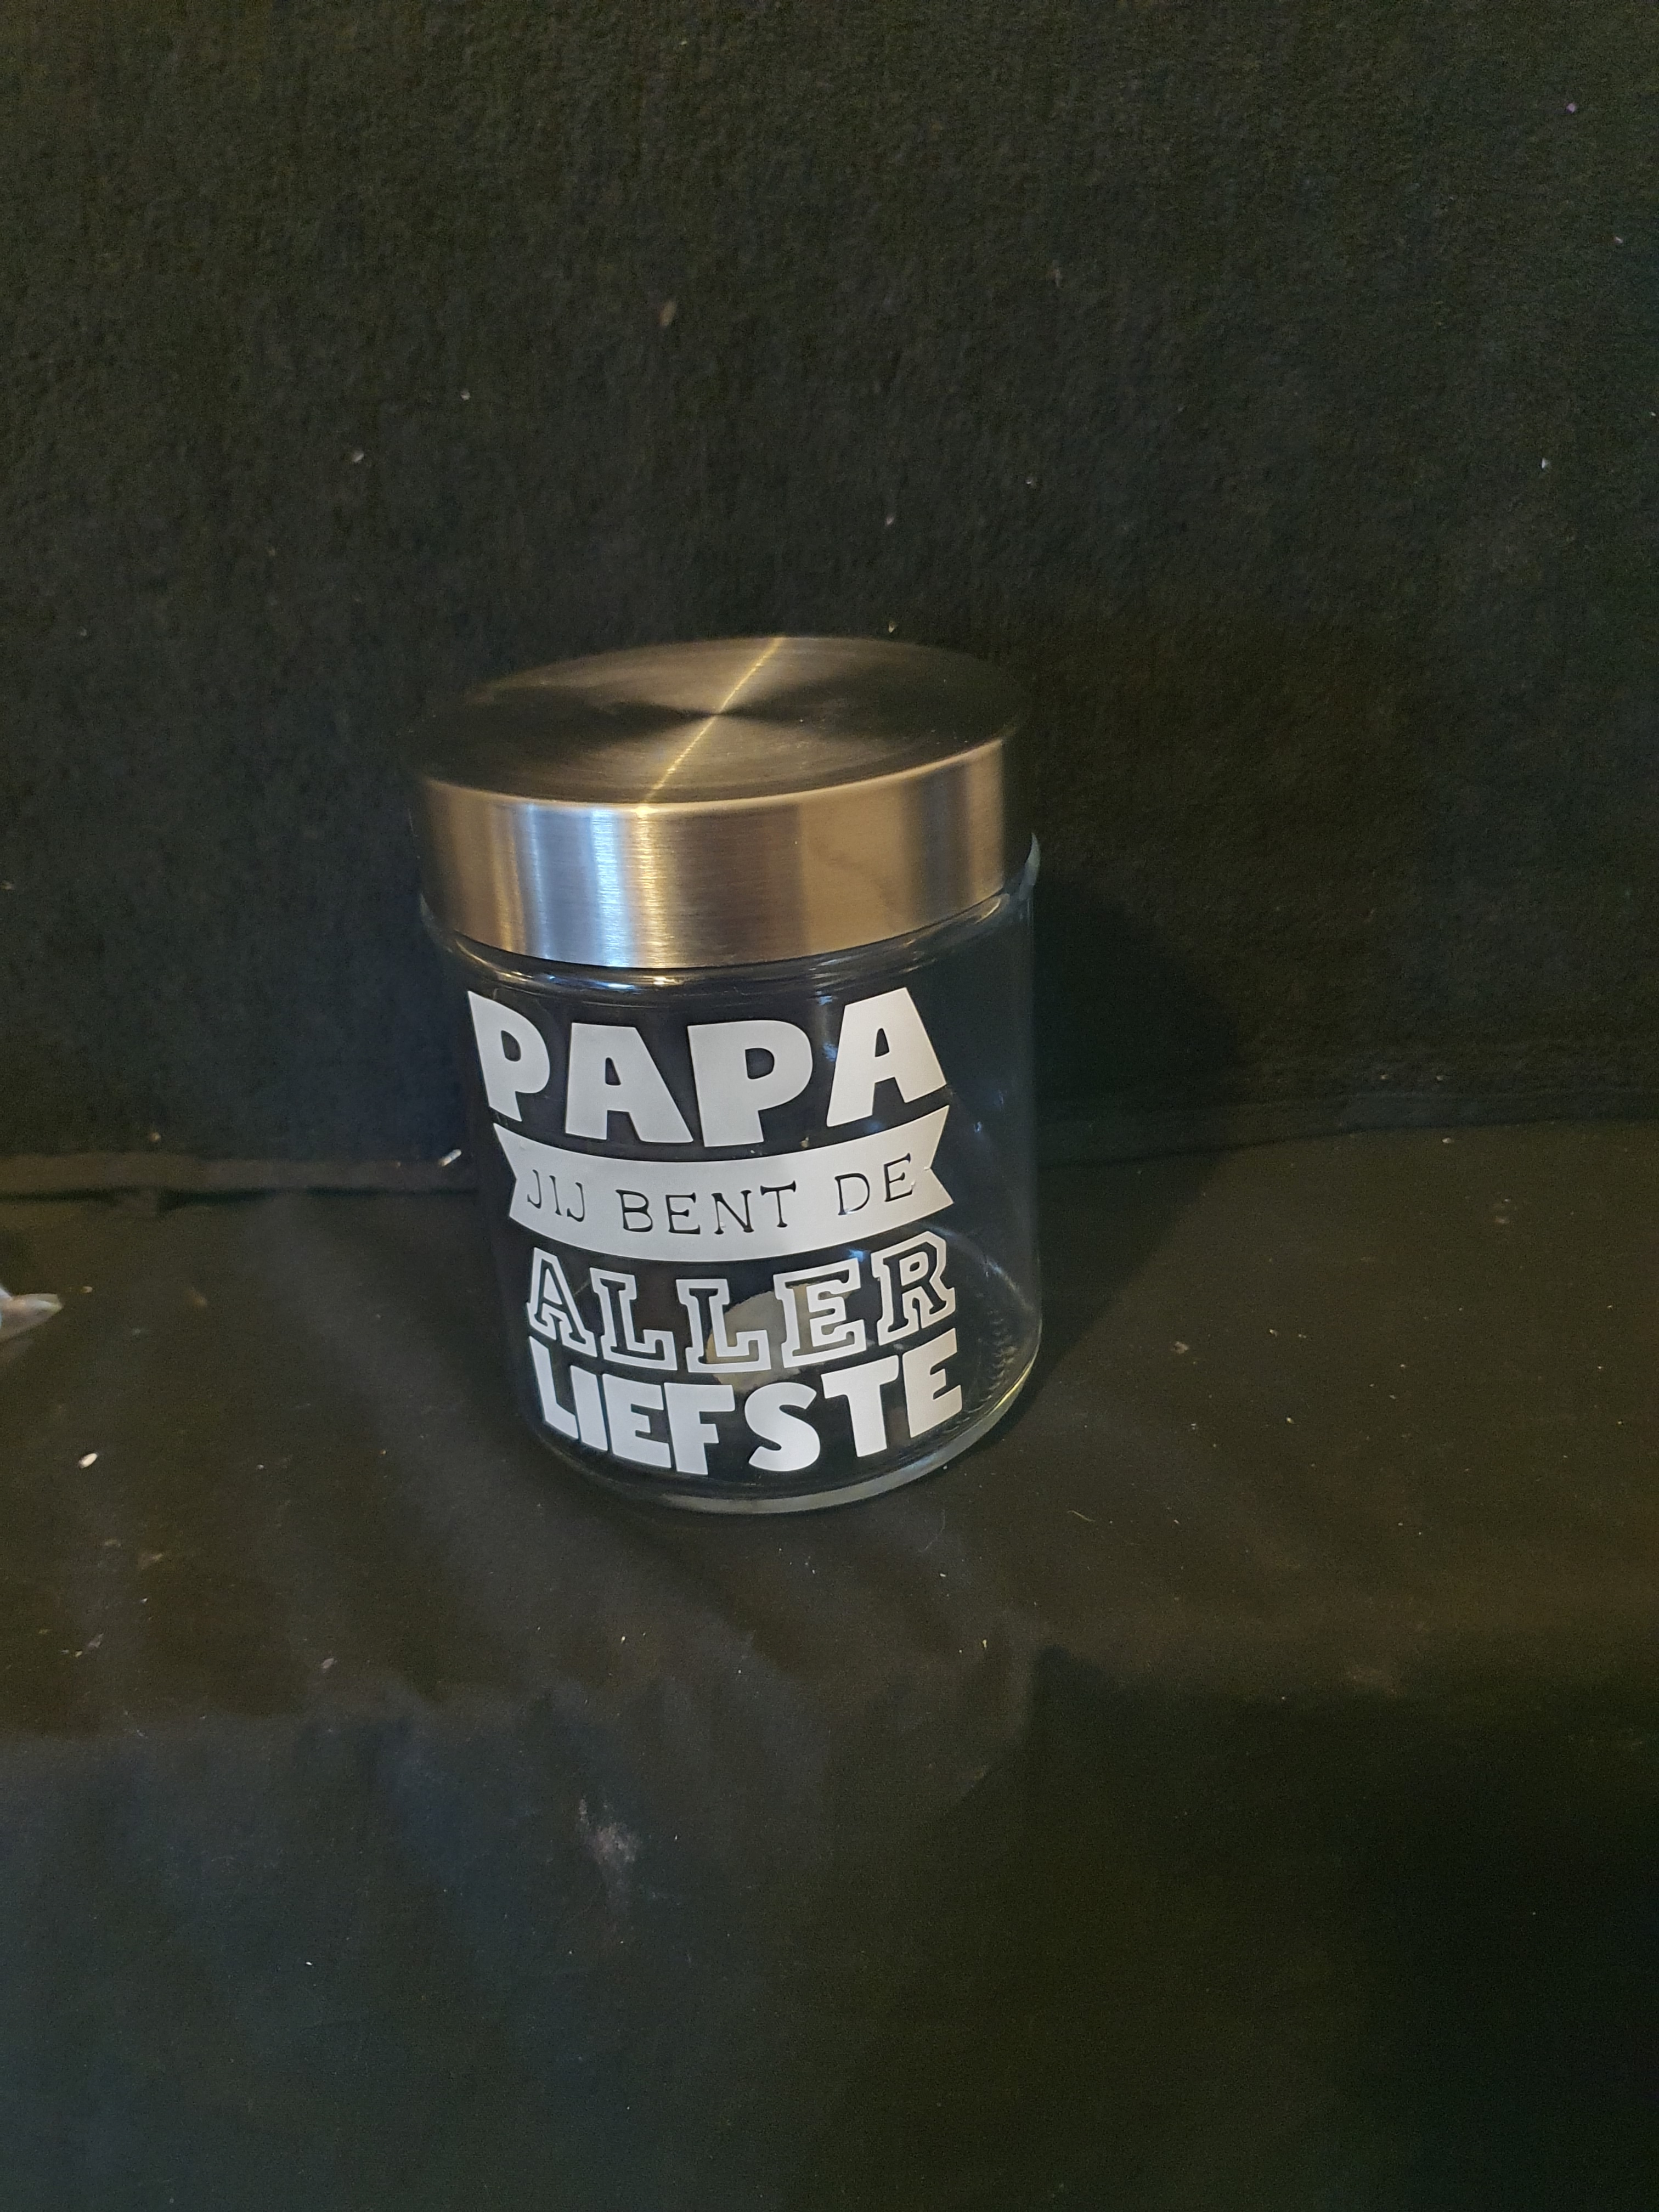 PAPA
JIJ BENT DE
ALLER
LIEFSTE